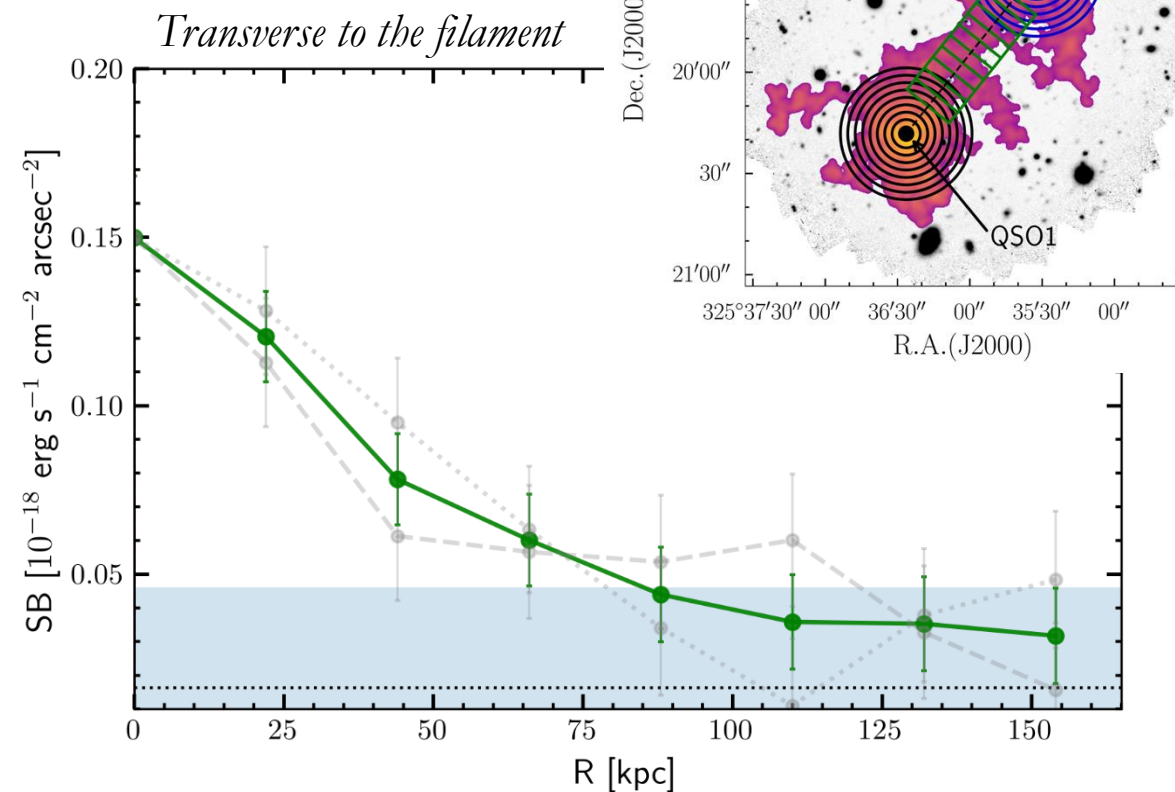 Transverse to the filament
0.20
0.15
0.10
0.05
SB [10⁻¹⁸ erg s⁻¹ cm⁻² arcsec⁻²]
0 25 50 75 100 125 150
R [kpc]
Dec.(J2000
20′00″
30″
21′00″
QSO1
325°37′30″ 00″ 36′30″ 00″ 35′30″ 00″
R.A.(J2000)